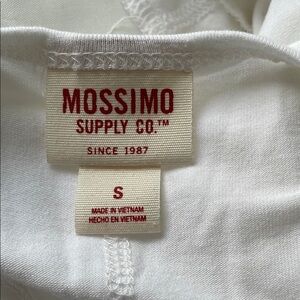 MOSSIMO
SUPPLY CO.™
SINCE 1987
S
MADE IN VIETNAM
HECHO EN VIETNAM